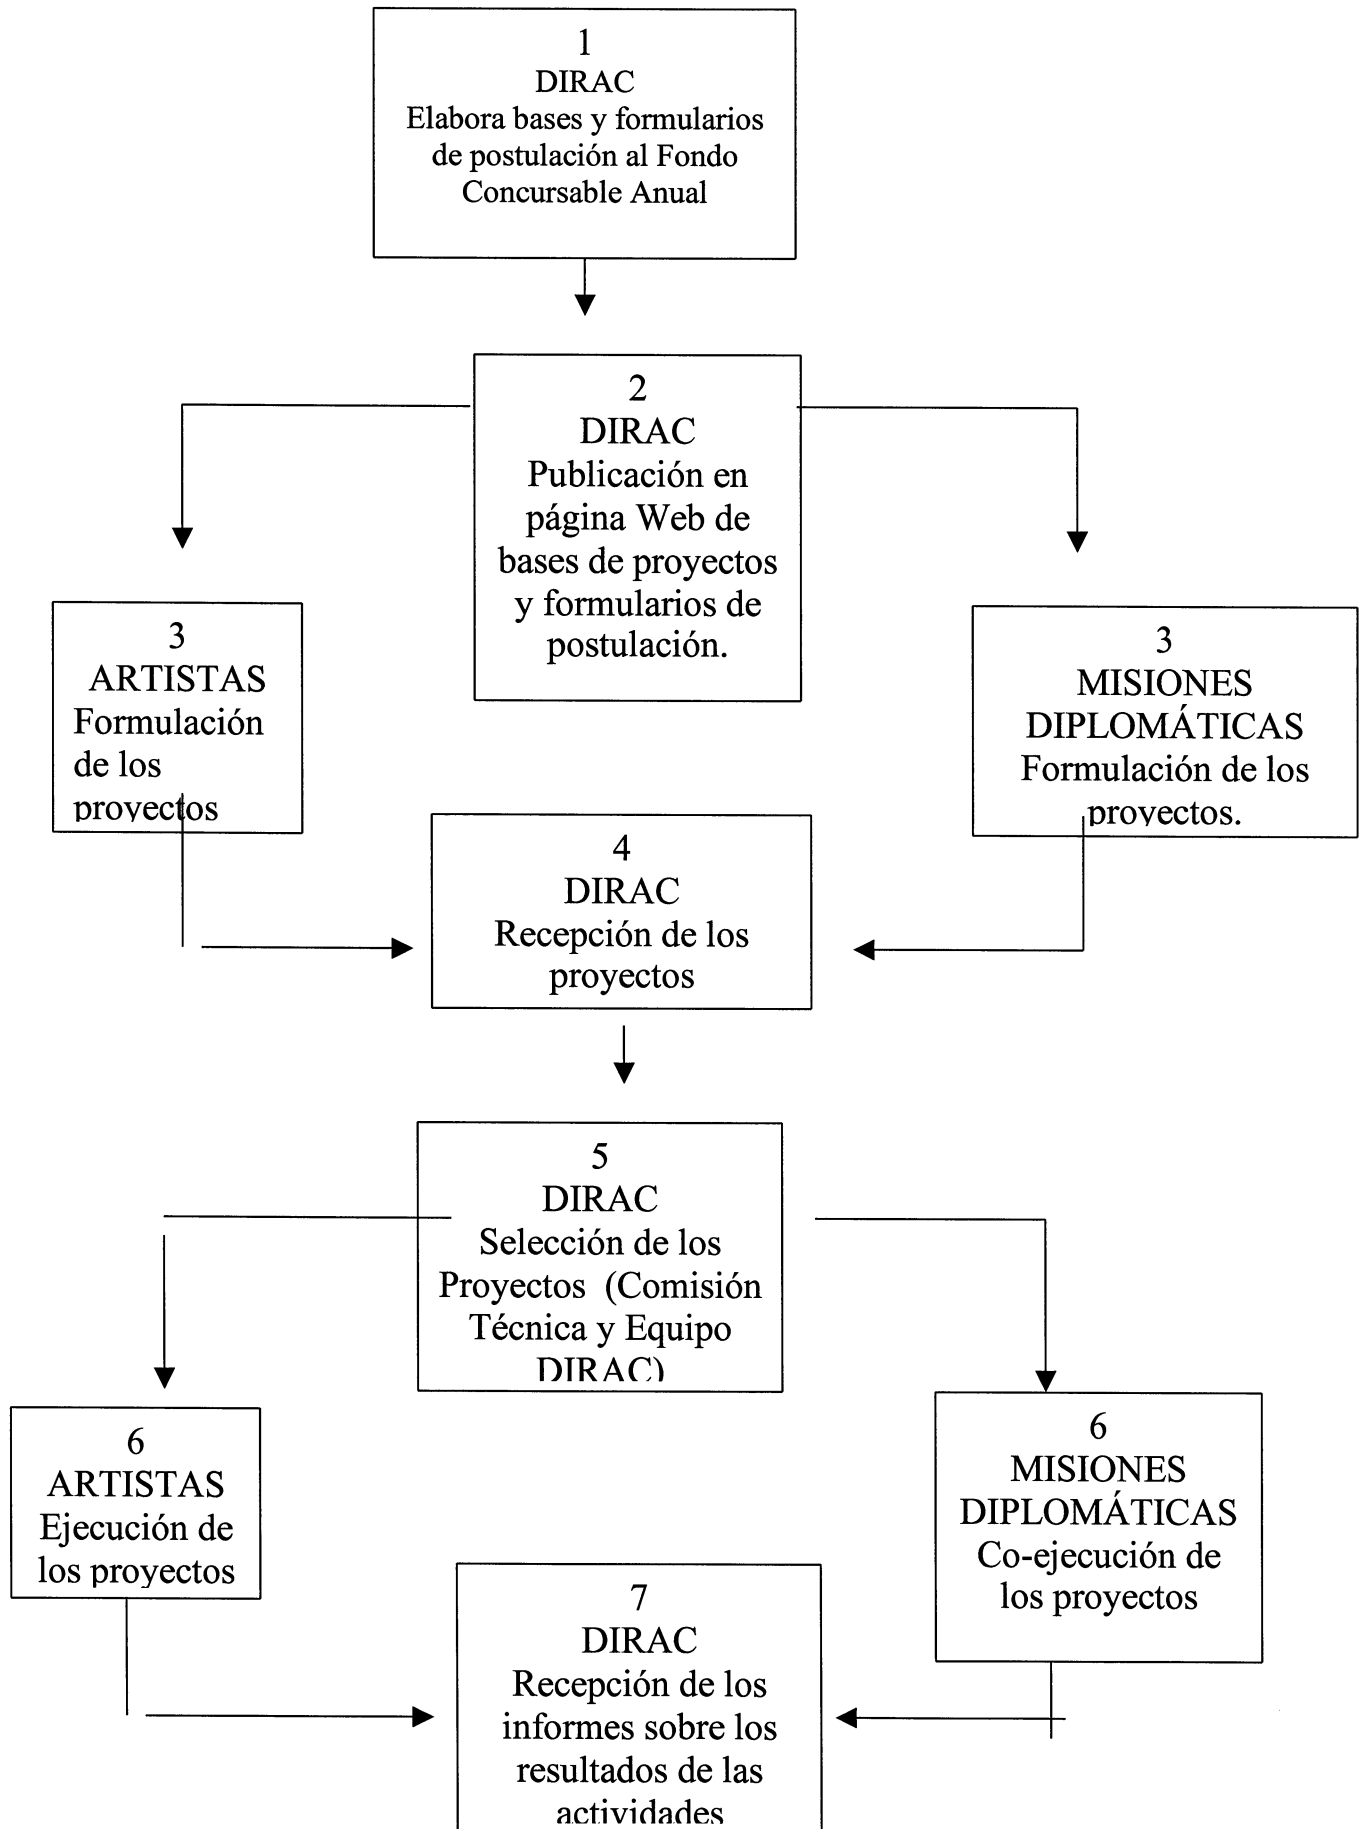 1
DIRAC
Elabora bases y formularios
de postulación al Fondo
Concursable Anual
2
DIRAC
Publicación en
página Web de
bases de proyectos
y formularios de
postulación.
3
ARTISTAS
Formulación
de los
proyectos
3
MISIONES
DIPLOMÁTICAS
Formulación de los
proyectos.
4
DIRAC
Recepción de los
proyectos
5
DIRAC
Selección de los
Proyectos (Comisión
Técnica y Equipo
DIRAC)
6
ARTISTAS
Ejecución de
los proyectos
6
MISIONES
DIPLOMÁTICAS
Co-ejecución de
los proyectos
7
DIRAC
Recepción de los
informes sobre los
resultados de las
actividades